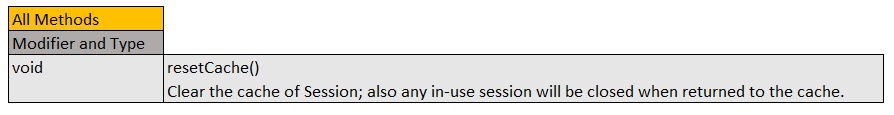 All Methods
Modifier and Type
void resetCache()
Clear the cache of Session; also any in-use session will be closed when returned to the cache.